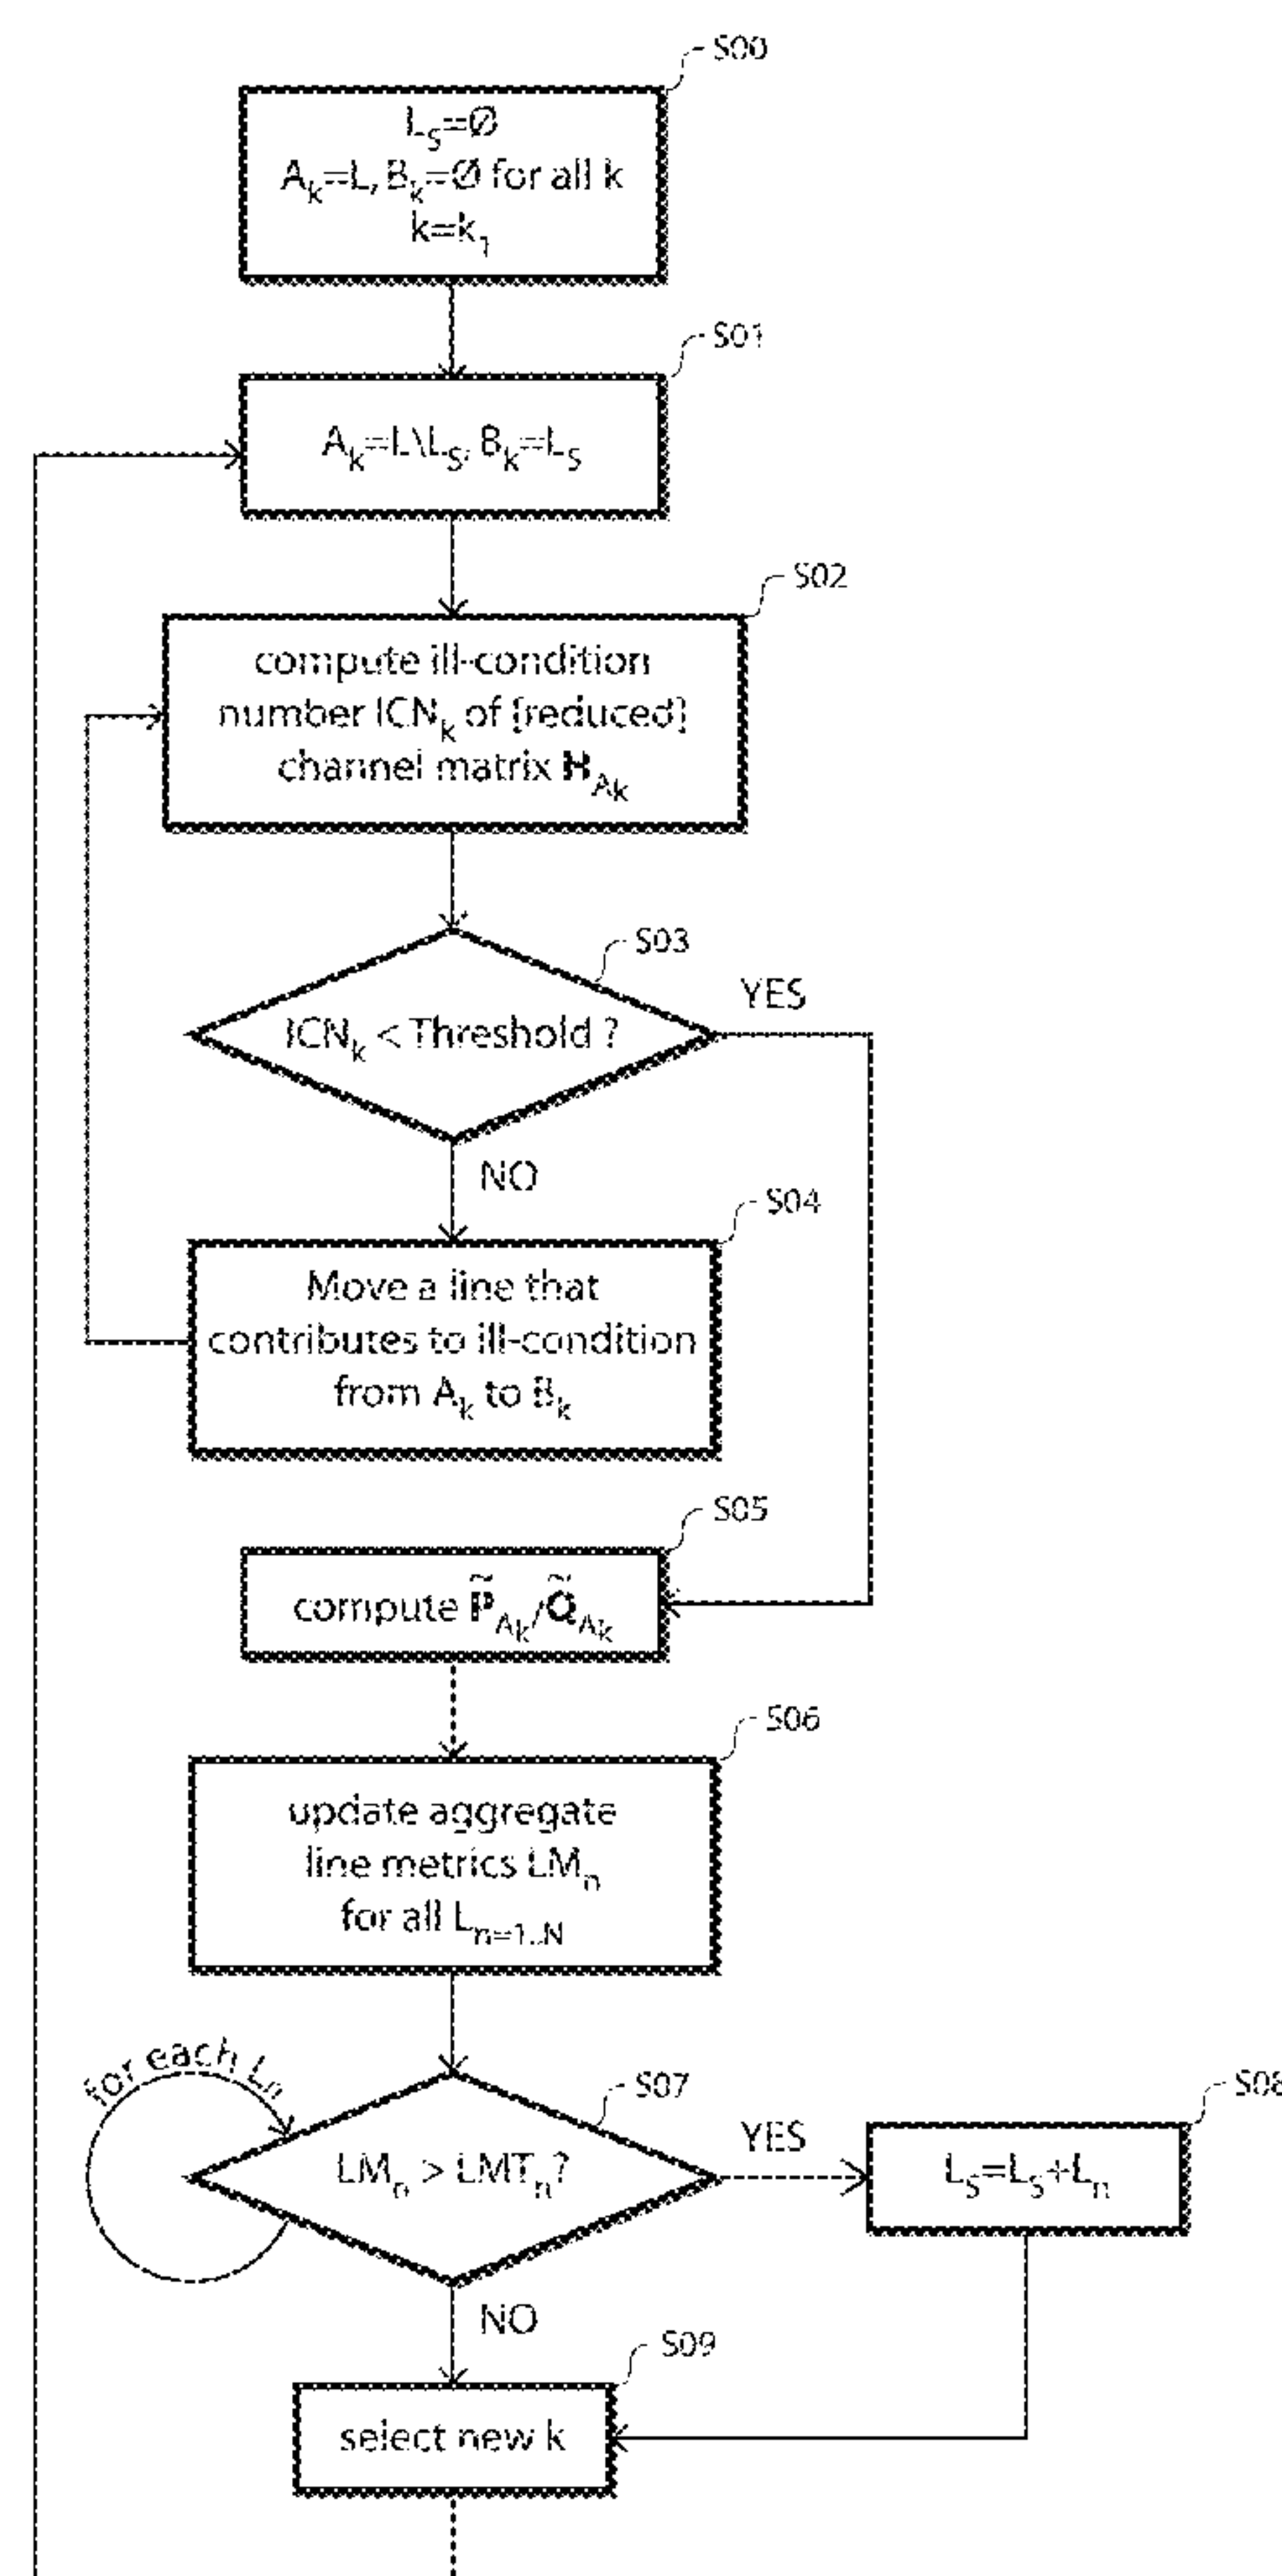 S00
L_S=Ø
A_k=L, B_k=Ø for all k
k=k_1
S01
A_k=L\L_S, B_k=L_S
S02
compute ill-condition
number ICN_k of [reduced]
channel matrix H_A_k
S03
YES
ICN_k < Threshold ?
NO
S04
Move a line that
contributes to ill-condition
from A_k to B_k
S05
compute P̃_A_k/Q̃_A_k
S06
update aggregate
line metrics LM_n
for all L_n=1..N
for each L_n
S07
YES
S08
LM_n > LMT_n?
L_S=L_S+L_n
NO
S09
select new k